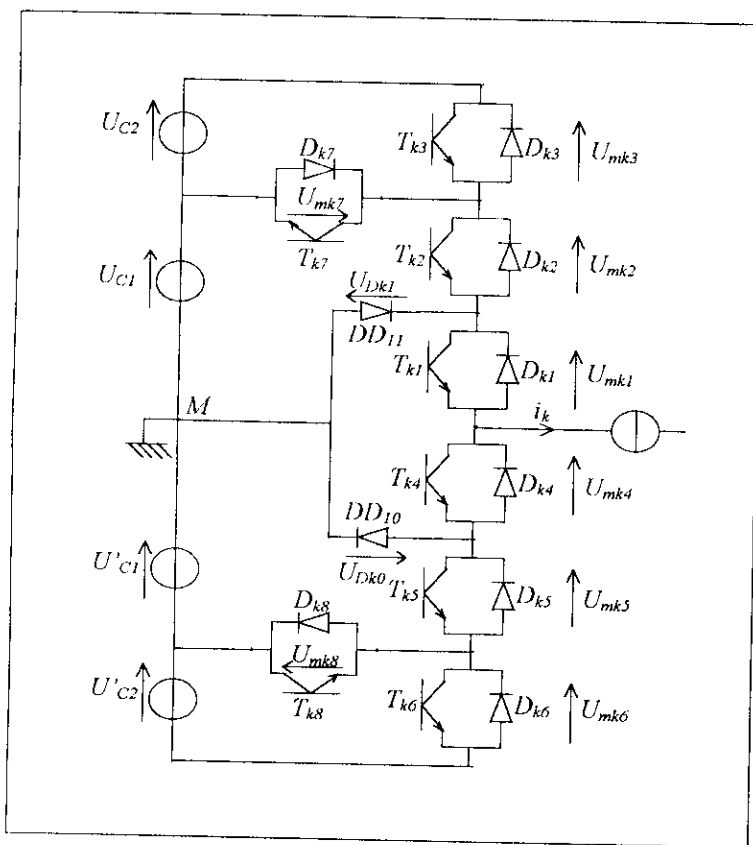 U_C2
T_k3
D_k3
U_mk3
D_k7
U_mk7
T_k7
T_k2
D_k2
U_mk2
U_C1
U_Dk1
DD_11
T_k1
D_k1
U_mk1
M
i_k
T_k4
D_k4
U_mk4
DD_10
U_Dk0
U'_C1
T_k5
D_k5
U_mk5
D_k8
U_mk8
T_k8
U'_C2
T_k6
D_k6
U_mk6